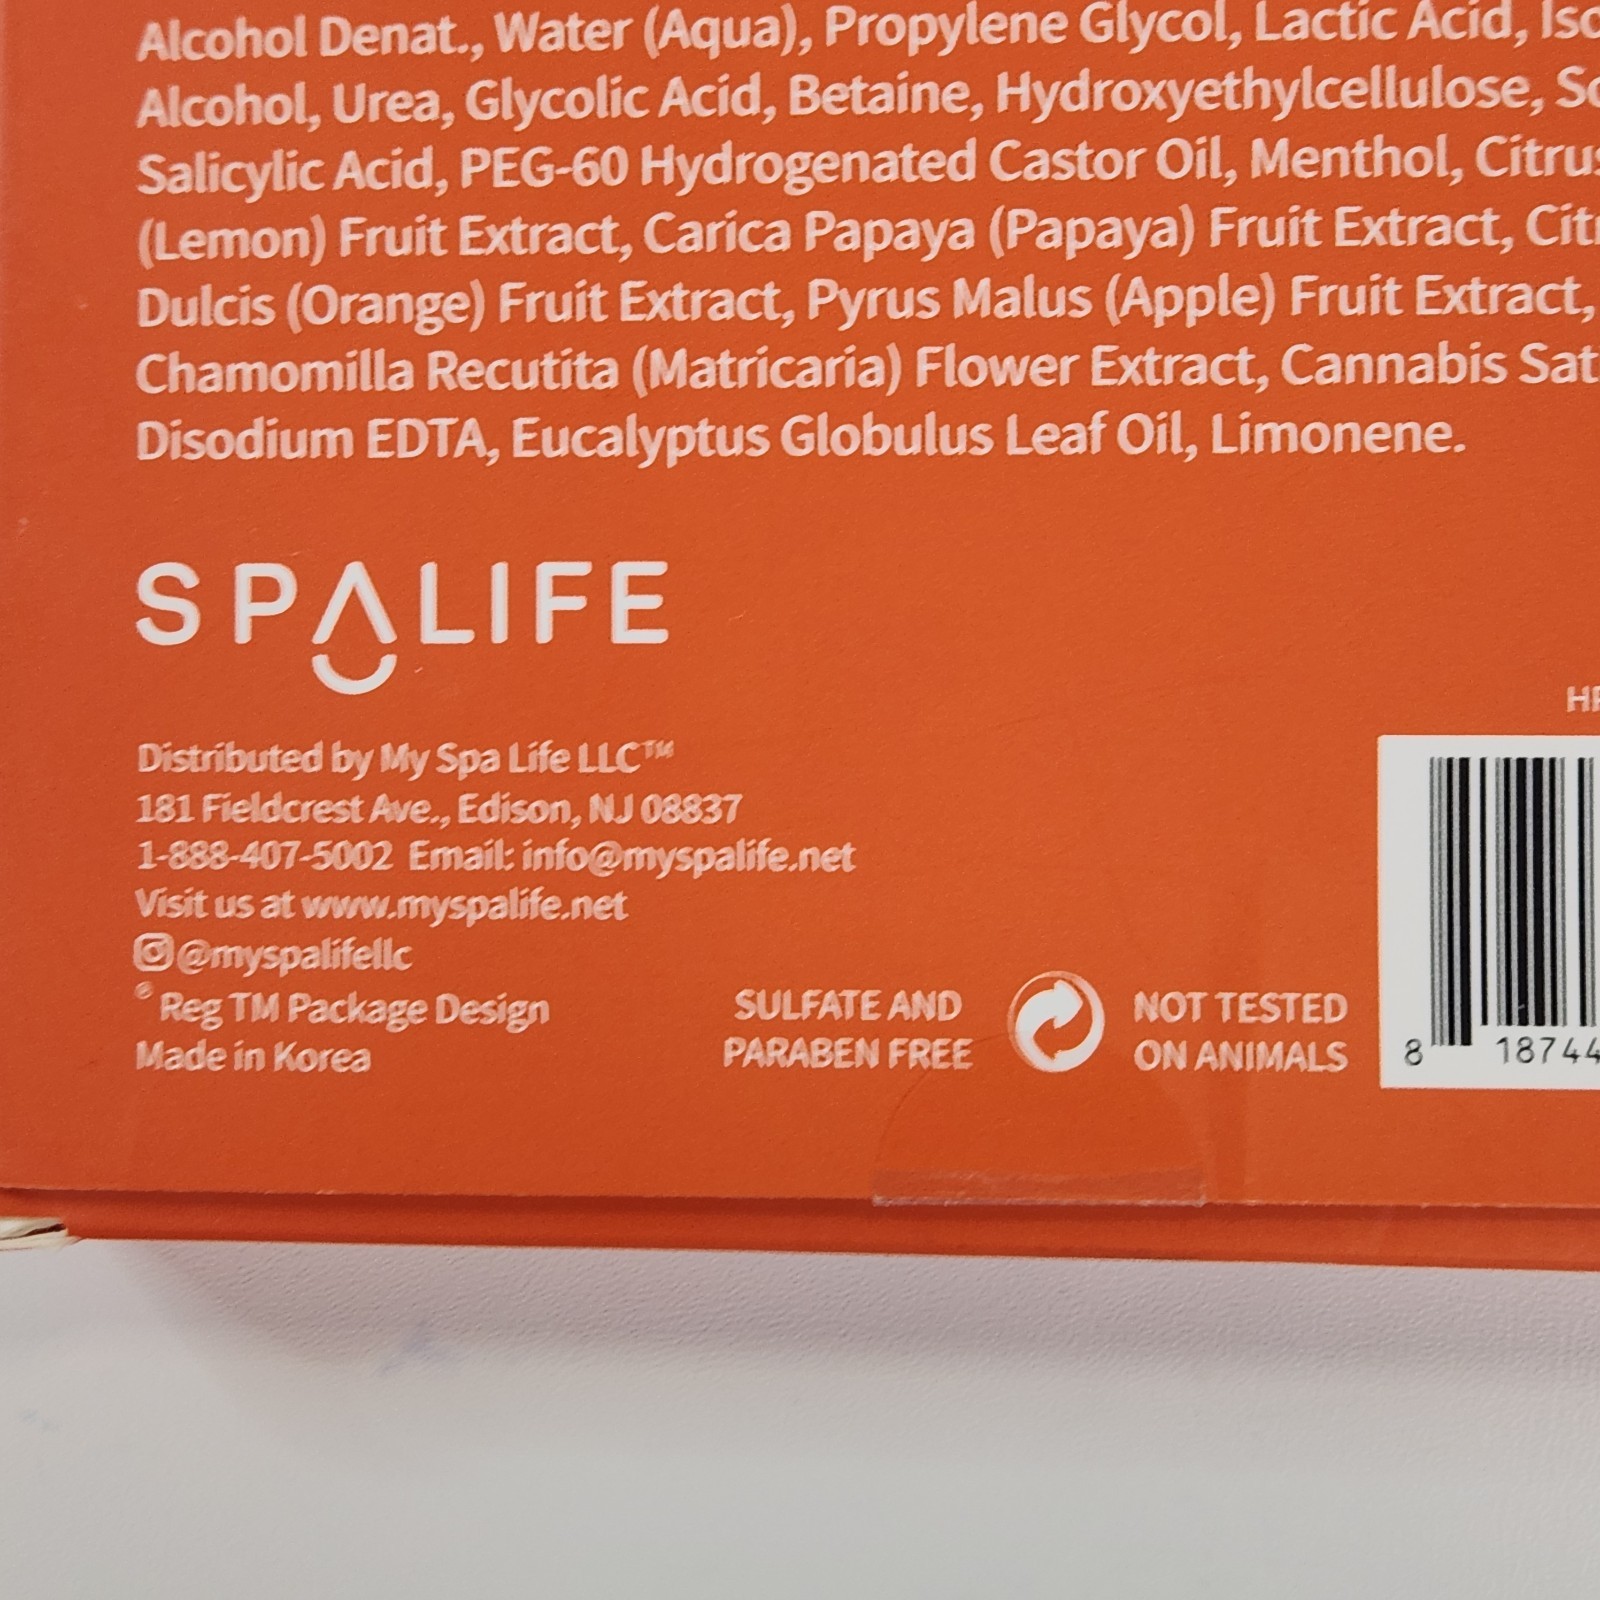 Alcohol Denat., Water (Aqua), Propylene Glycol, Lactic Acid,
Alcohol, Urea, Glycolic Acid, Betaine, Hydroxyethylcellulose,
Salicylic Acid, PEG-60 Hydrogenated Castor Oil, Menthol, Citrus
(Lemon) Fruit Extract, Carica Papaya (Papaya) Fruit Extract,
Dulcis (Orange) Fruit Extract, Pyrus Malus (Apple) Fruit Extract,
Chamomilla Recutita (Matricaria) Flower Extract, Cannabis
Disodium EDTA, Eucalyptus Globulus Leaf Oil, Limonene.
SPALIFE
Distributed by My Spa Life LLC™
181 Fieldcrest Ave., Edison, NJ 08837
1-888-407-5002 Email: info@myspalife.net
Visit us at www.myspalife.net
@myspalifellc
® Reg TM Package Design
Made in Korea
SULFATE AND
PARABEN FREE
NOT TESTED
ON ANIMALS
8 18744